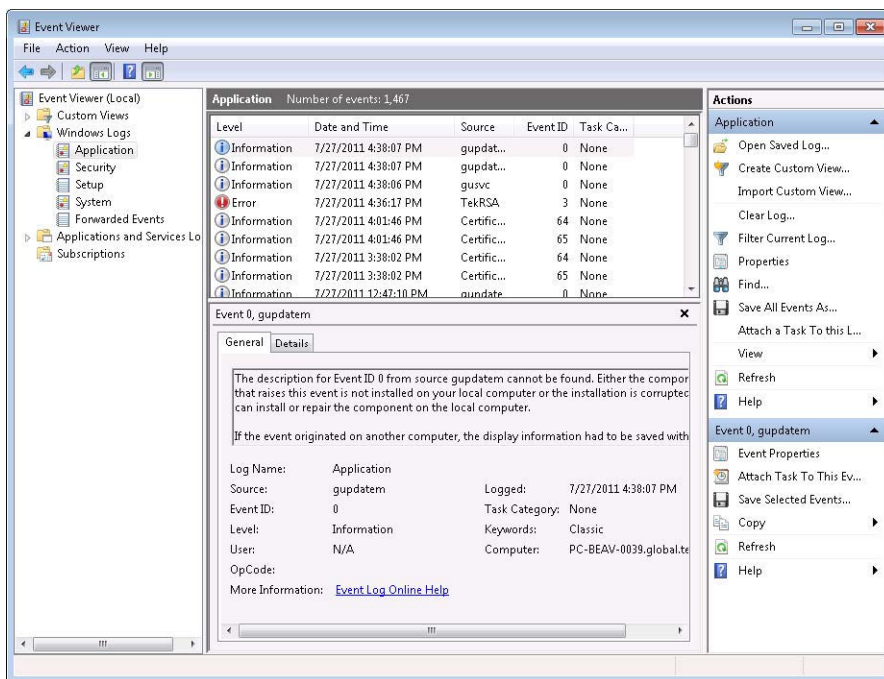 Event Viewer
File Action View Help
Event Viewer (Local)
Custom Views
Windows Logs
Application
Security
Setup
System
Forwarded Events
Applications and Services Lo
Subscriptions
Application Number of events: 1,467
Level Date and Time Source Event ID Task Ca...
Information 7/27/2011 4:38:07 PM gupdat... 0 None
Information 7/27/2011 4:38:07 PM gupdat... 0 None
Information 7/27/2011 4:38:06 PM gusvc 0 None
Error 7/27/2011 4:36:17 PM TekRSA 3 None
Information 7/27/2011 4:01:46 PM Certific... 64 None
Information 7/27/2011 4:01:46 PM Certific... 65 None
Information 7/27/2011 3:38:02 PM Certific... 64 None
Information 7/27/2011 3:38:02 PM Certific... 65 None
Information 7/27/2011 12:47:10 PM gupdate 0 None
Event 0, gupdatem
General Details
The description for Event ID 0 from source gupdatem cannot be found. Either the compor
that raises this event is not installed on your local computer or the installation is corruptec
can install or repair the component on the local computer.
If the event originated on another computer, the display information had to be saved with
Log Name: Application
Source: gupdatem Logged: 7/27/2011 4:38:07 PM
Event ID: 0 Task Category: None
Level: Information Keywords: Classic
User: N/A Computer: PC-BEAV-0039.global.te
OpCode:
More Information: Event Log Online Help
Actions
Application
Open Saved Log...
Create Custom View...
Import Custom View...
Clear Log...
Filter Current Log...
Properties
Find...
Save All Events As...
Attach a Task To this L...
View
Refresh
Help
Event 0, gupdatem
Event Properties
Attach Task To This Ev...
Save Selected Events...
Copy
Refresh
Help